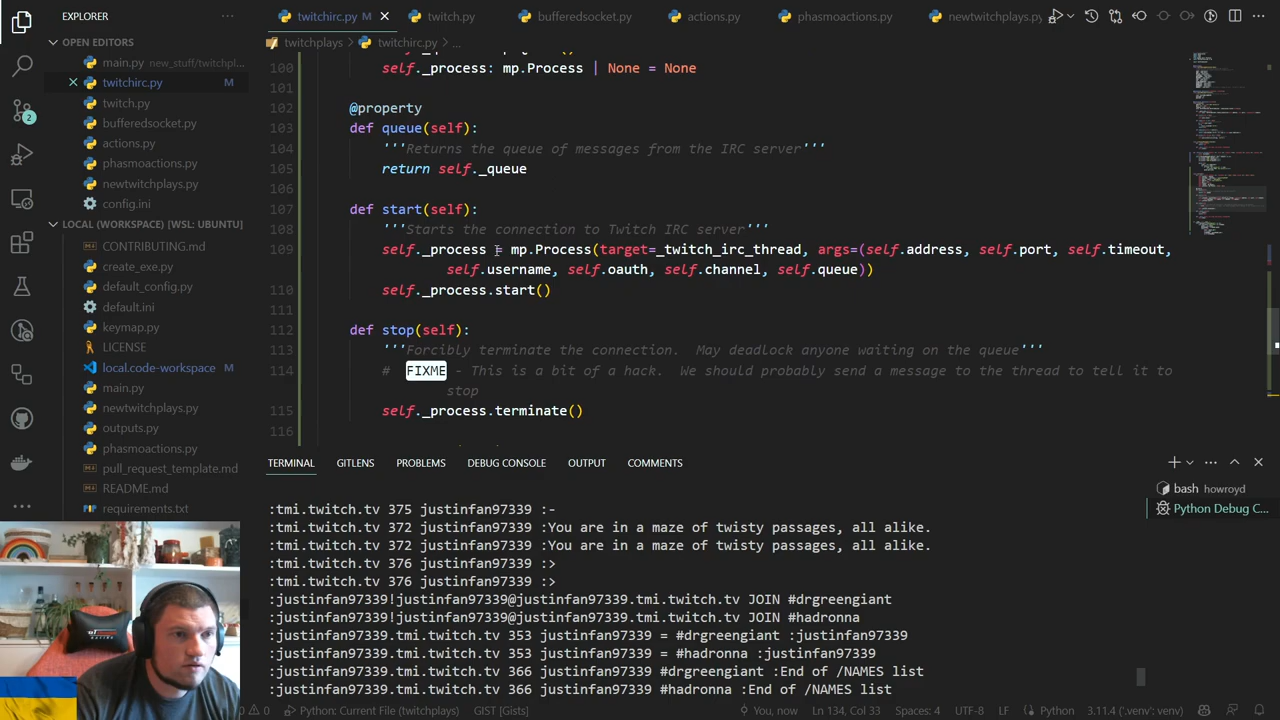 EXPLORER
twitchirc.py M
twitch.py
bufferedsocket.py
actions.py
phasmoactions.py
newtwitchplays.py
OPEN EDITORS
main.py new_stuff/twitchpl...
twitchirc.py M
twitch.py
bufferedsocket.py
actions.py
phasmoactions.py
newtwitchplays.py
config.ini
LOCAL (WORKSPACE) [WSL: UBUNTU]
CONTRIBUTING.md
create_exe.py
default_config.py
default.ini
keymap.py
LICENSE
local.code-workspace M
main.py
newtwitchplays.py
outputs.py
phasmoactions.py
pull_request_template.md
README.md
requirements.txt
2
twitchplays > twitchirc.py > ...
100 self._process: mp.Process | None = None
101
102 @property
103 def queue(self):
104 '''Returns the queue of messages from the IRC server'''
105 return self._queue
106
107 def start(self):
108 '''Starts the connection to Twitch IRC server'''
109 self._process = mp.Process(target=_twitch_irc_thread, args=(self.address, self.port, self.timeout,
self.username, self.oauth, self.channel, self.queue))
110 self._process.start()
111
112 def stop(self):
113 '''Forcibly terminate the connection.  May deadlock anyone waiting on the queue'''
114 # FIXME - This is a bit of a hack.  We should probably send a message to the thread to tell it to
stop
115 self._process.terminate()
116
TERMINAL GITLENS PROBLEMS DEBUG CONSOLE OUTPUT COMMENTS
bash howroyd
Python Debug C...
:tmi.twitch.tv 375 justinfan97339 :-
:tmi.twitch.tv 372 justinfan97339 :You are in a maze of twisty passages, all alike.
:tmi.twitch.tv 372 justinfan97339 :You are in a maze of twisty passages, all alike.
:tmi.twitch.tv 376 justinfan97339 :>
:tmi.twitch.tv 376 justinfan97339 :>
:justinfan97339!justinfan97339@justinfan97339.tmi.twitch.tv JOIN #drgreengiant
:justinfan97339!justinfan97339@justinfan97339.tmi.twitch.tv JOIN #hadronna
:justinfan97339.tmi.twitch.tv 353 justinfan97339 = #drgreengiant :justinfan97339
:justinfan97339.tmi.twitch.tv 353 justinfan97339 = #hadronna :justinfan97339
:justinfan97339.tmi.twitch.tv 366 justinfan97339 #drgreengiant :End of /NAMES list
:justinfan97339.tmi.twitch.tv 366 justinfan97339 #hadronna :End of /NAMES list
0 Python: Current File (twitchplays) GIST [Gists] You, now Ln 134, Col 33 Spaces: 4 UTF-8 LF Python 3.11.4 ('.venv': venv)